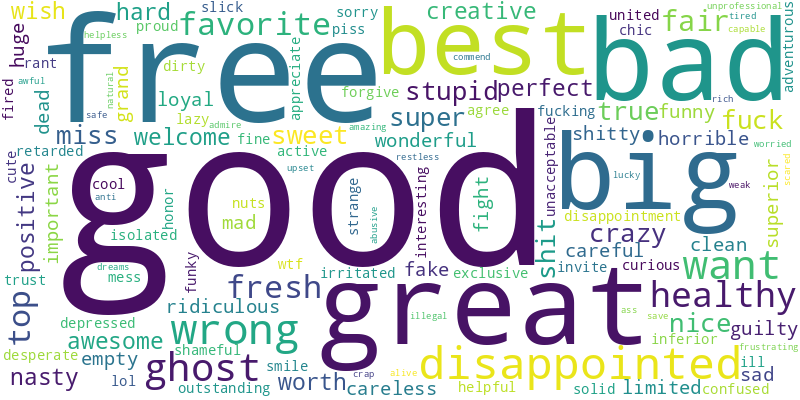 wish
hard
slick
favorite
sorry
piss
creative
best
united
chic
unprofessional
tired
capable
fair
adventurous
bad
huge
proud
helpless
free
appreciate
commend
fired
rant
awful
natural
safe
dead
grand
dirty
loyal
lazy
admire
forgive
stupid
perfect
super
agree
fucking
amazing
true
funny
rich
fuck
miss
welcome
fine
sweet
active
wonderful
restless
shitty
horrible
worried
retarded
cute
cool
anti
good
upset
strange
nuts
mad
abusive
interesting
fight
unacceptable
big
lucky
weak
scared
superior
positive
important
isolated
honor
disappointment
crazy
clean
careful
shit
wtf
irritated
fake
exclusive
invite
curious
want
trust
dreams
mess
funky
fresh
great
healthy
top
ridiculous
depressed
awesome
wrong
illegal
ass
save
nice
guilty
inferior
frustrating
desperate
empty
shameful
ghost
smile
disappointed
ill
sad
nasty
lol
outstanding
worth
crap
alive
careless
helpful
solid
limited
confused